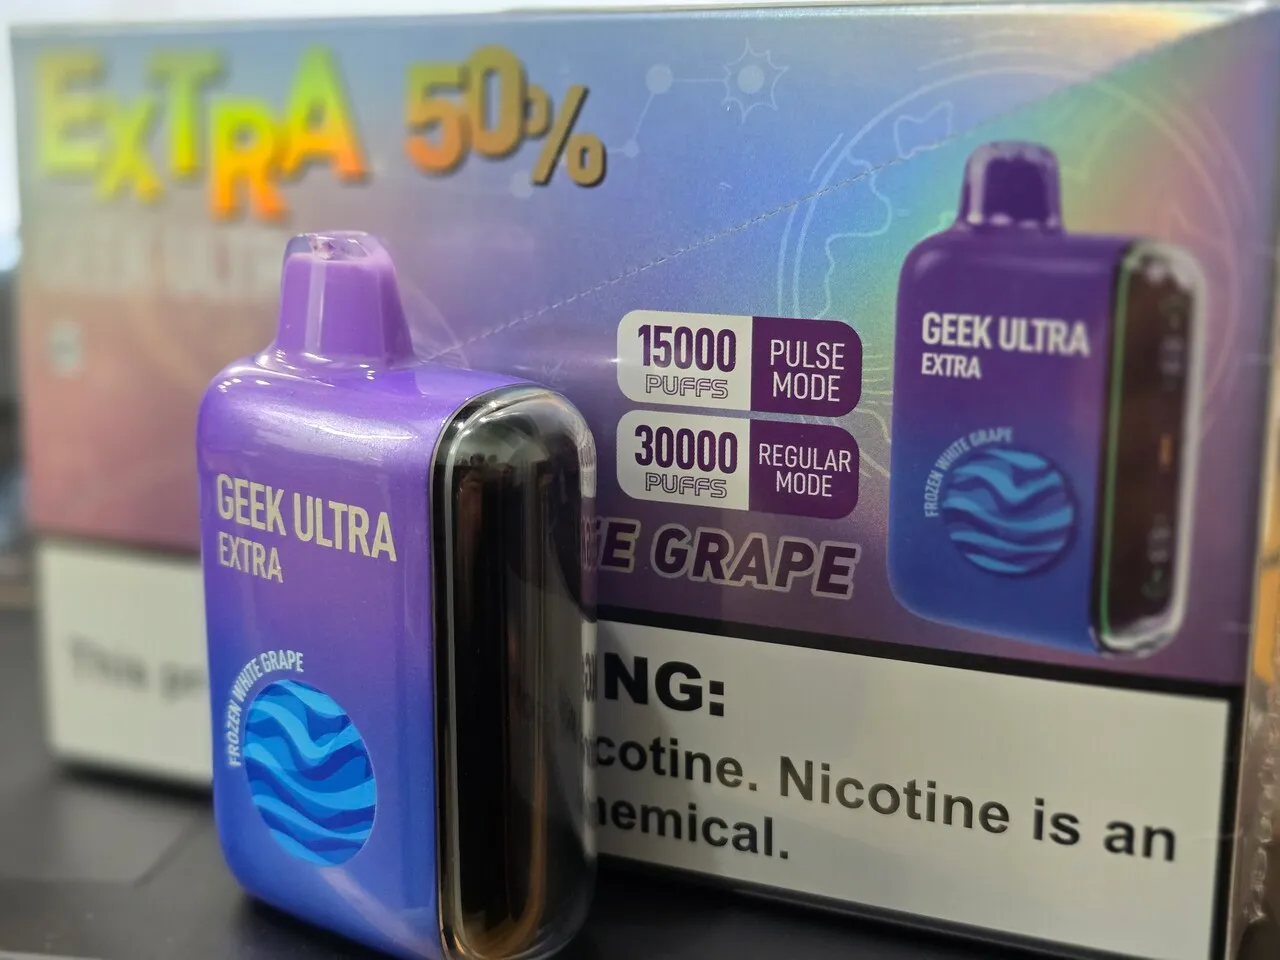 EXTRA 50%
15000
PUFFS
PULSE
MODE
30000
PUFFS
REGULAR
MODE
GRAPE
GEEK ULTRA
EXTRA
FROZEN WHITE GRAPE
GEEK ULTRA
EXTRA
FROZEN WHITE GRAPE
This
NG:
cotine. Nicotine is an
hemical.